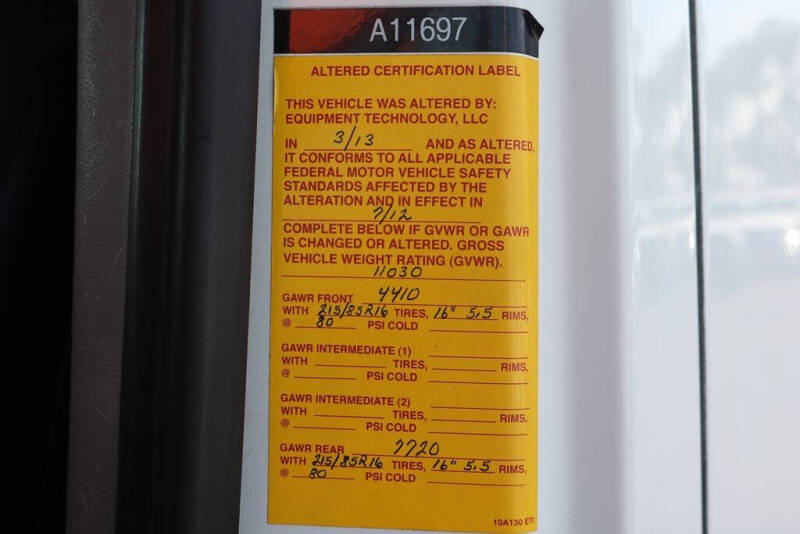 A11697
ALTERED CERTIFICATION LABEL
THIS VEHICLE WAS ALTERED BY:
EQUIPMENT TECHNOLOGY, LLC
IN 3/13 AND AS ALTERED,
IT CONFORMS TO ALL APPLICABLE
FEDERAL MOTOR VEHICLE SAFETY
STANDARDS AFFECTED BY THE
ALTERATION AND IN EFFECT IN
7/12
COMPLETE BELOW IF GVWR OR GAWR
IS CHANGED OR ALTERED. GROSS
VEHICLE WEIGHT RATING (GVWR).
11030
GAWR FRONT 4410
WITH 215/85R16 TIRES, 16" 5.5 RIMS,
@ 80 PSI COLD
GAWR INTERMEDIATE (1)
WITH TIRES, RIMS,
@ PSI COLD
GAWR INTERMEDIATE (2)
WITH TIRES, RIMS,
@ PSI COLD
GAWR REAR 7720
WITH 215/85R16 TIRES, 16" 5.5 RIMS,
@ 80 PSI COLD
10A130 ETI